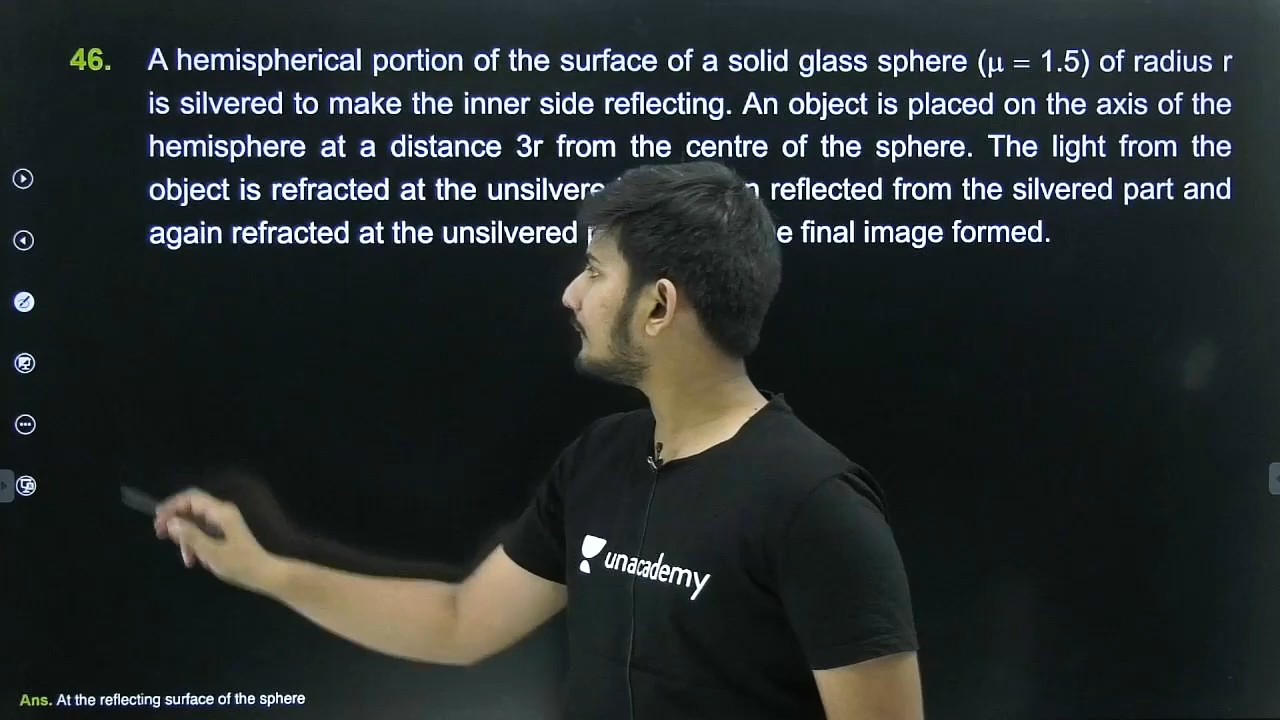 46. A hemispherical portion of the surface of a solid glass sphere (μ = 1.5) of radius r
is silvered to make the inner side reflecting. An object is placed on the axis of the
hemisphere at a distance 3r from the centre of the sphere. The light from the
object is refracted at the unsilvere n reflected from the silvered part and
again refracted at the unsilvered e final image formed.
unacademy
Ans. At the reflecting surface of the sphere